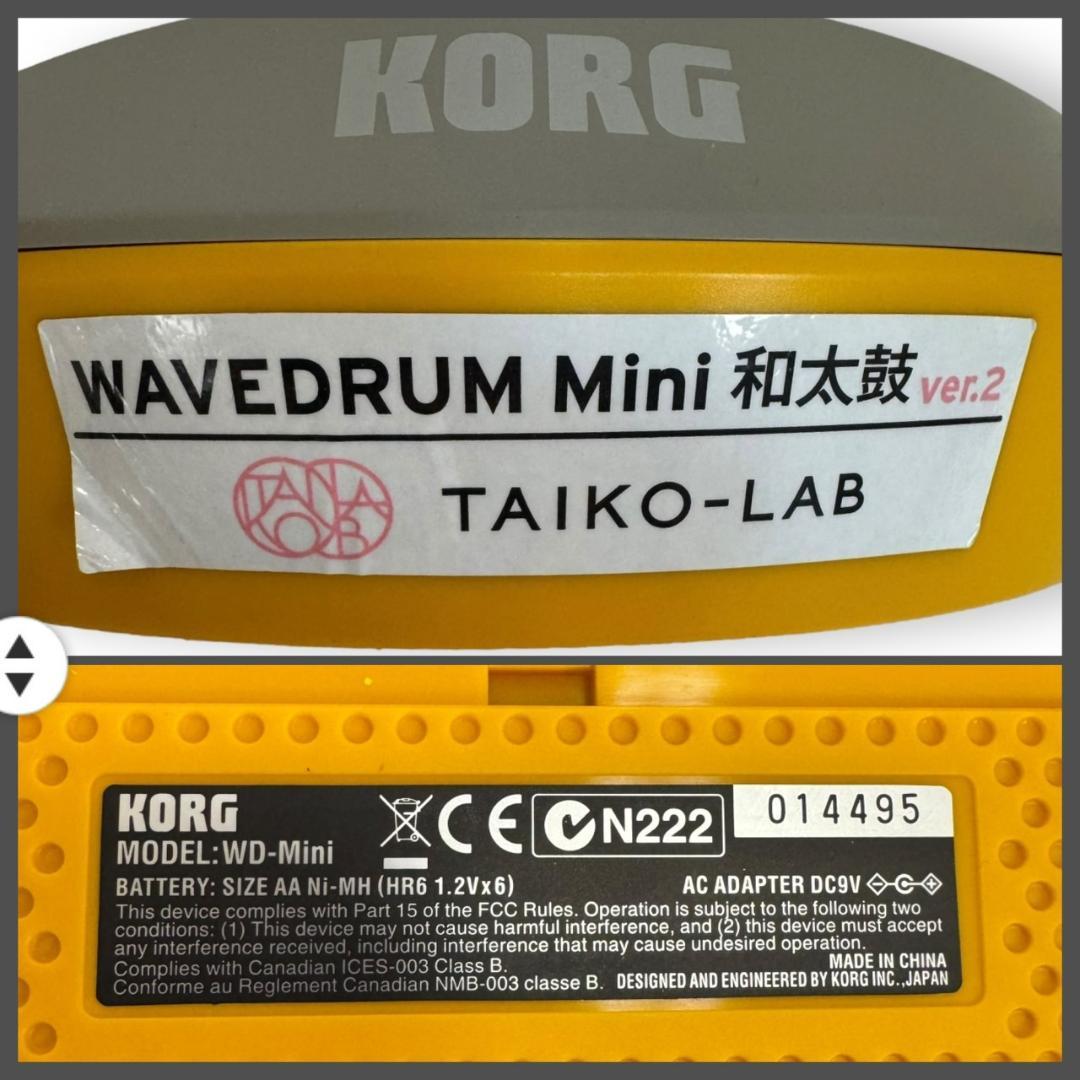 KORG
WAVEDRUM Mini 和太鼓 ver.2
TAIKO LAB TAIKO-LAB
KORG
MODEL:WD-Mini
CE N222
014495
BATTERY: SIZE AA Ni-MH (HR6 1.2Vx6)
AC ADAPTER DC9V
This device complies with Part 15 of the FCC Rules. Operation is subject to the following two
conditions: (1) This device may not cause harmful interference, and (2) this device must accept
any interference received, including interference that may cause undesired operation.
Complies with Canadian ICES-003 Class B.
MADE IN CHINA
Conforme au Reglement Canadian NMB-003 classe B.
DESIGNED AND ENGINEERED BY KORG INC.,JAPAN